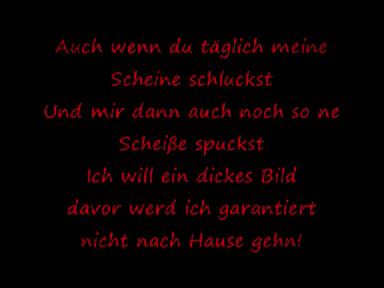 Auch wenn du täglich meine
Scheine schluckst
Und mir dann auch noch so ne
Scheiße spuckst
Ich will ein dickes Bild
davor werd ich garantiert
nicht nach Hause gehn!